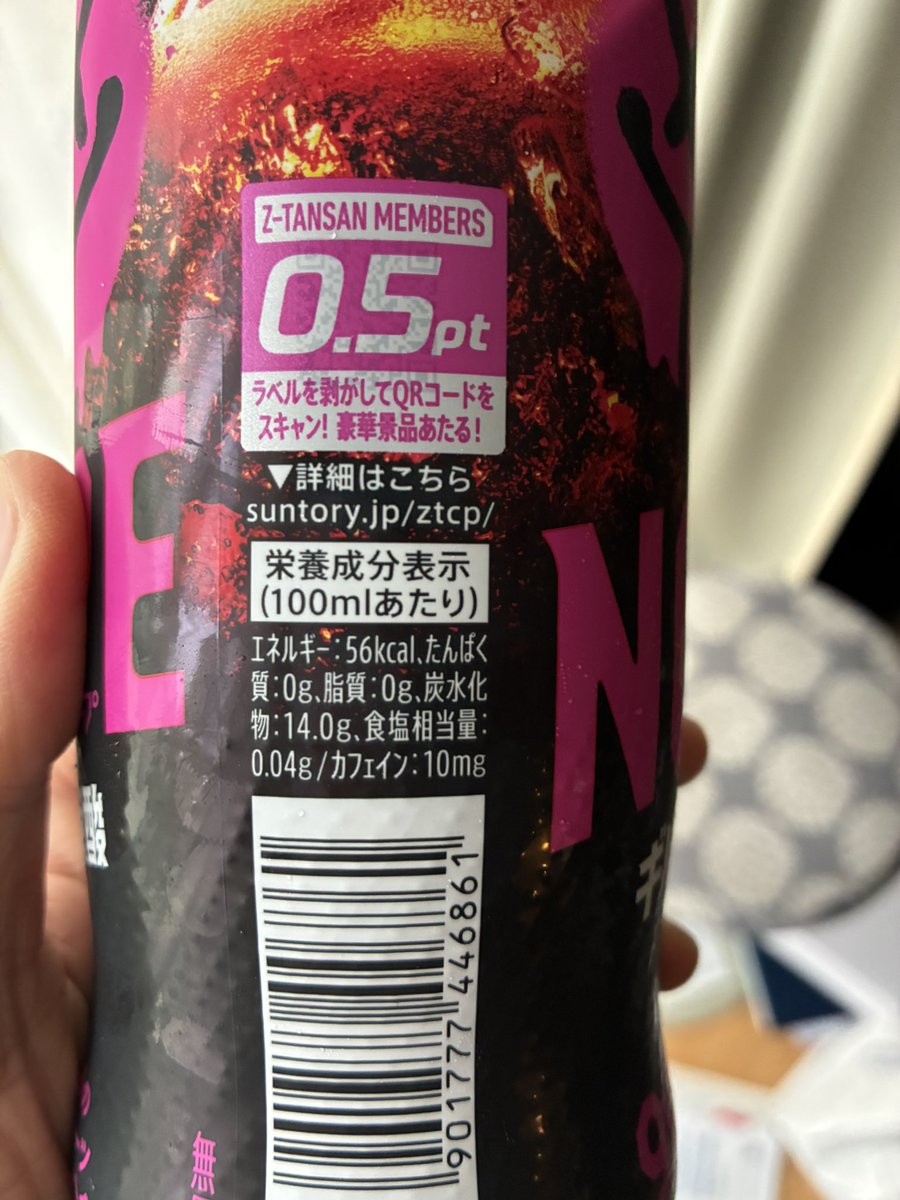 Z-TANSAN MEMBERS
0.5pt
ラベルを剥がしてQRコードを
スキャン! 豪華景品あたる!
▼詳細はこちら
suntory.jp/ztcp/
栄養成分表示
(100mlあたり)
エネルギー:56kcal、たんぱく
質:0g、脂質:0g、炭水化
物:14.0g、食塩相当量:
0.04g/カフェイン:10mg
E
N
酸
4901777446861